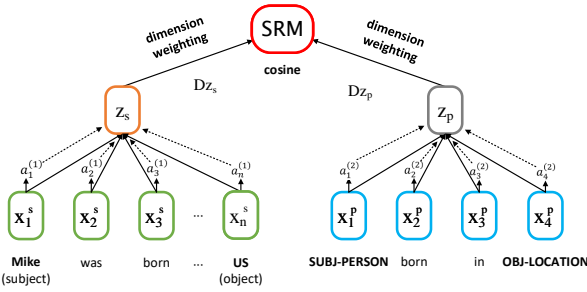 SRM
dimension weighting
dimension weighting
cosine
Dzₛ
Dzₚ
zₛ
zₚ
a₁⁽¹⁾ a₂⁽¹⁾ a₃⁽¹⁾ aₙ⁽¹⁾ a₁⁽²⁾ a₂⁽²⁾ a₃⁽²⁾ a₄⁽²⁾
x₁ˢ x₂ˢ x₃ˢ ... xₙˢ x₁ᵖ x₂ᵖ x₃ᵖ x₄ᵖ
Mike was born ... US SUBJ-PERSON born in OBJ-LOCATION
(subject) (object)